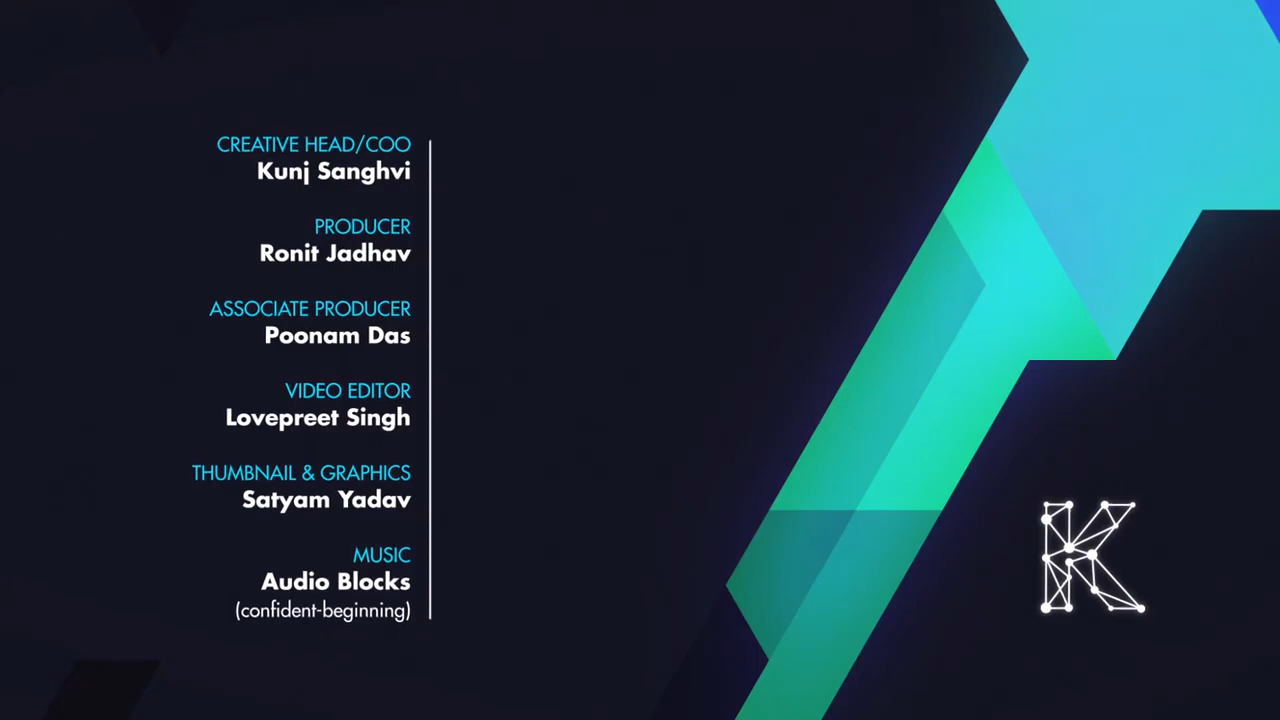 CREATIVE HEAD/COO
Kunj Sanghvi
PRODUCER
Ronit Jadhav
ASSOCIATE PRODUCER
Poonam Das
VIDEO EDITOR
Lovepreet Singh
THUMBNAIL & GRAPHICS
Satyam Yadav
MUSIC
Audio Blocks
(confident-beginning)
K